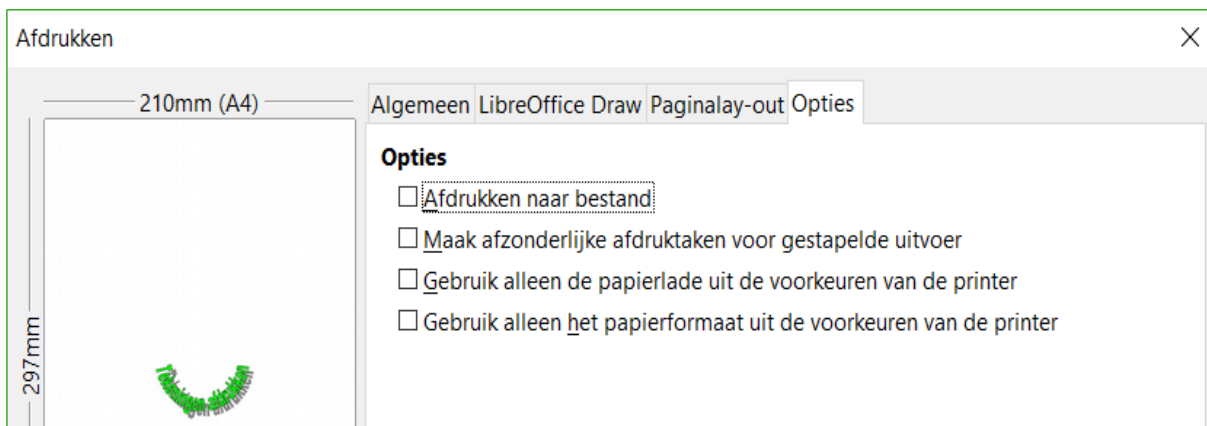 Afdrukken
210mm (A4)
Algemeen LibreOffice Draw Paginalay-out Opties
Opties
Afdrukken naar bestand
Maak afzonderlijke afdruktaken voor gestapelde uitvoer
Gebruik alleen de papierlade uit de voorkeuren van de printer
Gebruik alleen het papierformaat uit de voorkeuren van de printer
297mm